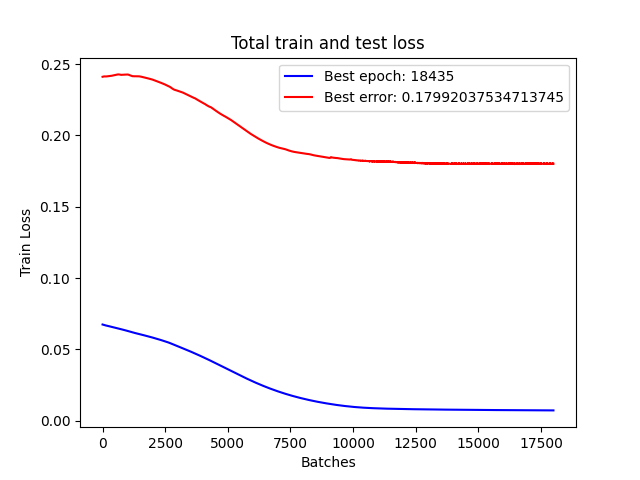 Total train and test loss
Best epoch: 18435
Best error: 0.17992037534713745
0.25
0.20
0.15
0.10
0.05
0.00
Train Loss
0 2500 5000 7500 10000 12500 15000 17500
Batches